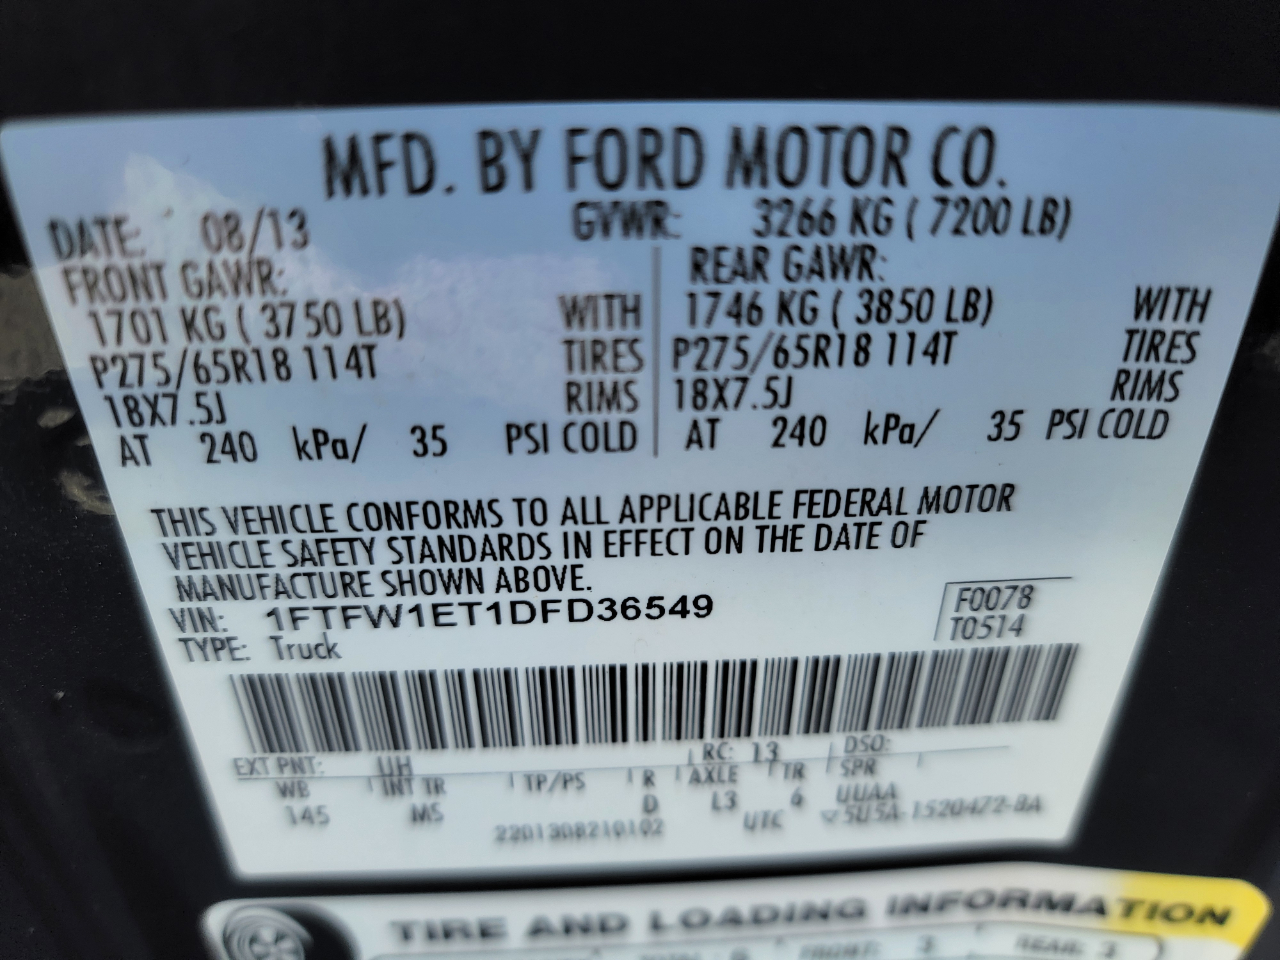 MFD. BY FORD MOTOR CO.
DATE: 08/13 GVWR: 3266 KG ( 7200 LB)
FRONT GAWR: REAR GAWR:
1701 KG ( 3750 LB) WITH 1746 KG ( 3850 LB) WITH
P275/65R18 114T TIRES P275/65R18 114T TIRES
18X7.5J RIMS 18X7.5J RIMS
AT 240 kPa/ 35 PSI COLD AT 240 kPa/ 35 PSI COLD
THIS VEHICLE CONFORMS TO ALL APPLICABLE FEDERAL MOTOR
VEHICLE SAFETY STANDARDS IN EFFECT ON THE DATE OF
MANUFACTURE SHOWN ABOVE.
VIN: 1FTFW1ET1DFD36549 F0078
TYPE: Truck T0514
EXT PNT: UH RC: 13 DSO:
WB INT TR TP/PS R AXLE TR SPR
145 MS D L3 6 UUAA
2201308210102 UTC 5U5A-1520472-BA
TIRE AND LOADING INFORMATION